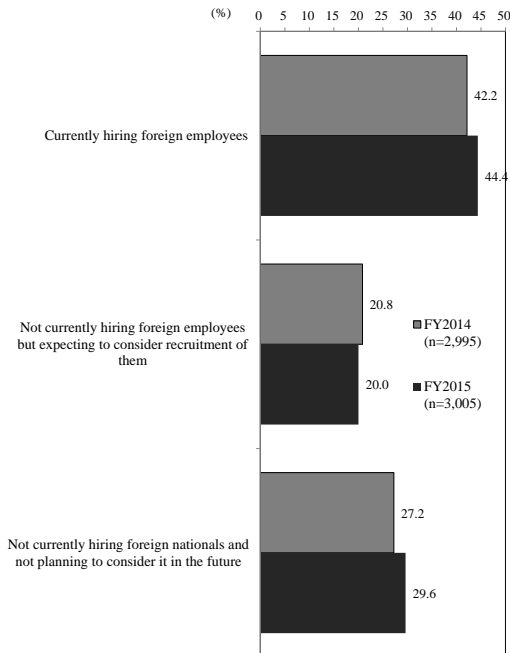 (%)
0 5 10 15 20 25 30 35 40 45 50
42.2
Currently hiring foreign employees
44.4
20.8
Not currently hiring foreign employees
but expecting to consider recruitment of
them
20.0
FY2014
(n=2,995)
FY2015
(n=3,005)
27.2
Not currently hiring foreign nationals and
not planning to consider it in the future
29.6